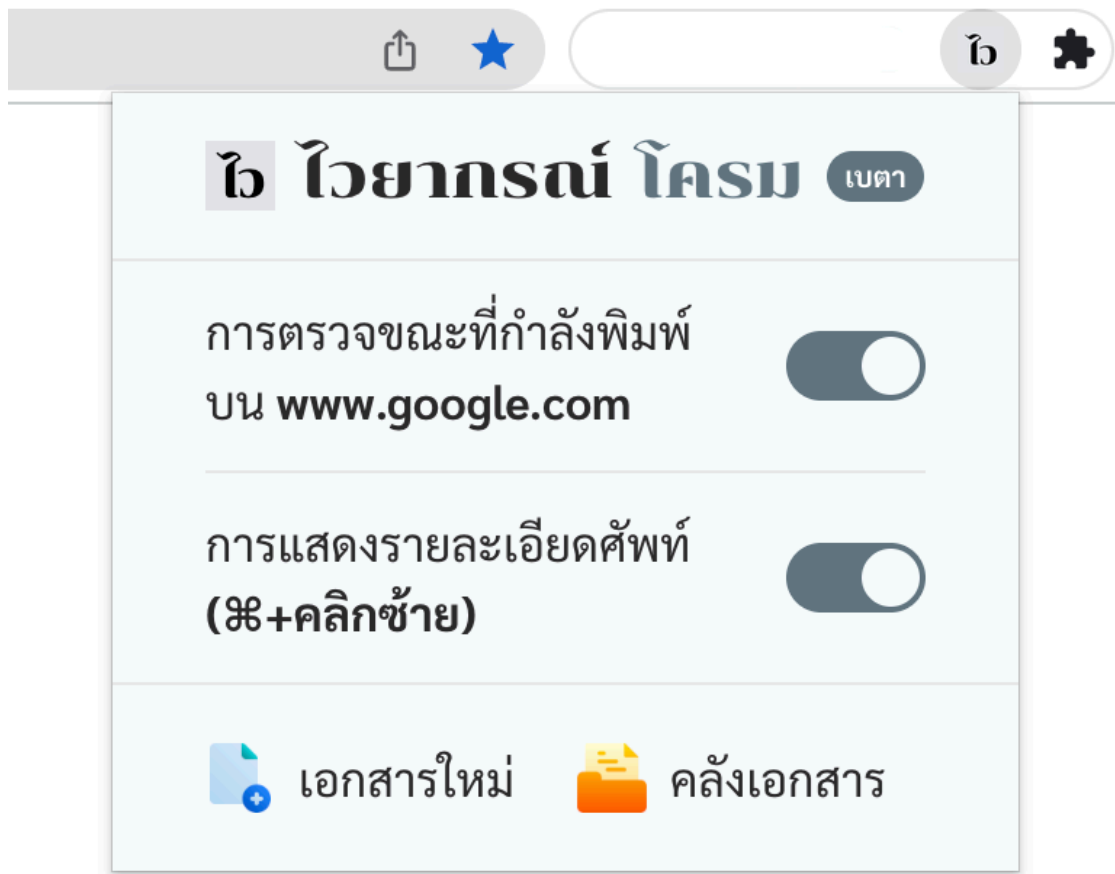 ไว
ไว ไวยากรณ์ โครม เบตา
การตรวจขณะที่กำลังพิมพ์
บน www.google.com
การแสดงรายละเอียดศัพท์
(⌘+คลิกซ้าย)
เอกสารใหม่ คลังเอกสาร